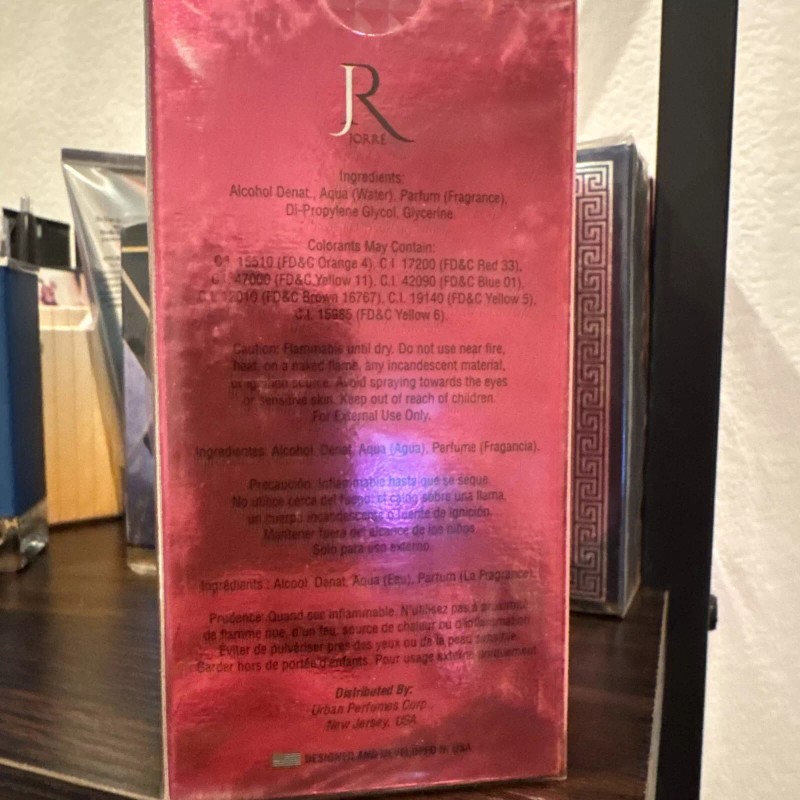 JR
JORRE
Ingredients:
Alcohol Denat., Aqua (Water), Parfum (Fragrance),
Di-Propylene Glycol, Glycerine.
Colorants May Contain:
C.I. 15510 (FD&C Orange 4), C.I. 17200 (FD&C Red 33),
C.I. 47000 (FD&C Yellow 11), C.I. 42090 (FD&C Blue 01),
C.I. 12010 (FD&C Brown 16767), C.I. 19140 (FD&C Yellow 5),
C.I. 15985 (FD&C Yellow 6).
Caution: Flammable until dry. Do not use near fire,
heat, on a naked flame, any incandescent material,
or ignition source. Avoid spraying towards the eyes
or sensitive skin. Keep out of reach of children.
For External Use Only.
Ingredientes: Alcohol, Denat, Aqua (Agua), Perfume (Fragancia).
Precaución: Inflammable hasta que se seque.
No utilice cerca del fuego; el calor sobre una llama,
un cuerpo incandescente o fuente de ignición.
Mantener fuera del alcance de los niños.
Solo para uso externo.
Ingrédients : Alcool, Denat, Aqua (Eau), Parfum (Le Fragrance).
Prudence: Quand sec inflammable. N'utilisez pas à proximité
de flamme nue, d'un feu, source de chaleur ou d'inflammation.
Éviter de pulvériser près des yeux ou de la peau sensible.
Garder hors de portée d'enfants. Pour usage externe uniquement.
Distributed By:
Urban Perfumes Corp.,
New Jersey, USA.
DESIGNED AND DEVELOPED in USA